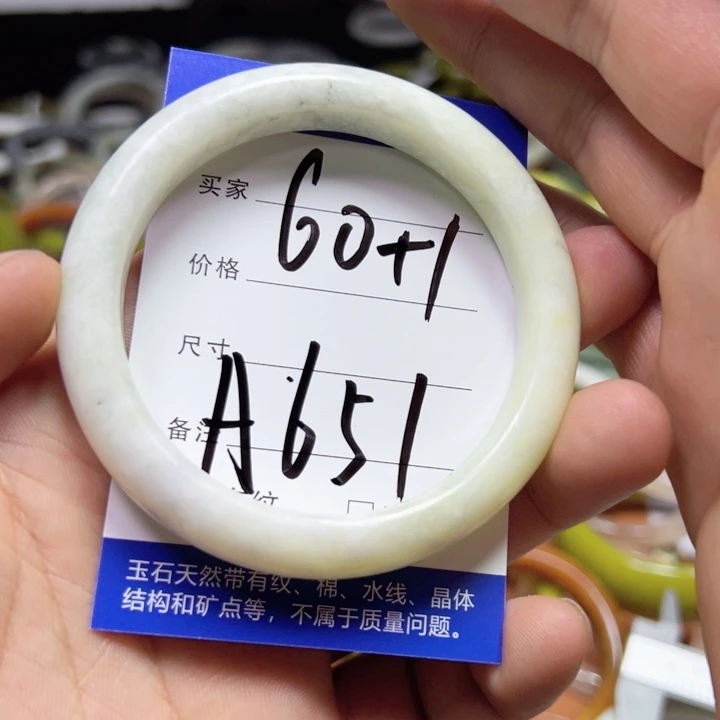 买家 60+1
价格
尺寸
备注 A651
纹 □
玉石天然带有纹、棉、水线、晶体
结构和矿点等，不属于质量问题。